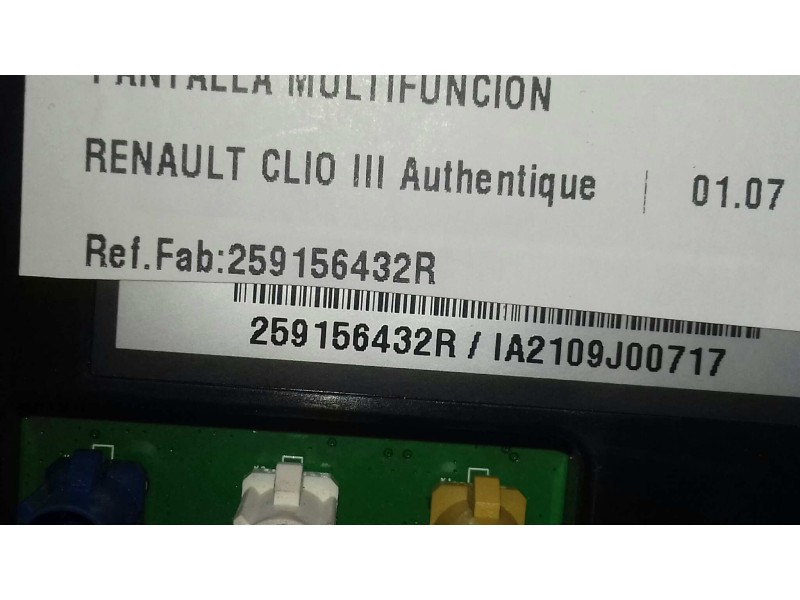 PANTALLA MULTIFUNCION
RENAULT CLIO III Authentique | 01.07
Ref.Fab:259156432R
259156432R / IA2109J00717